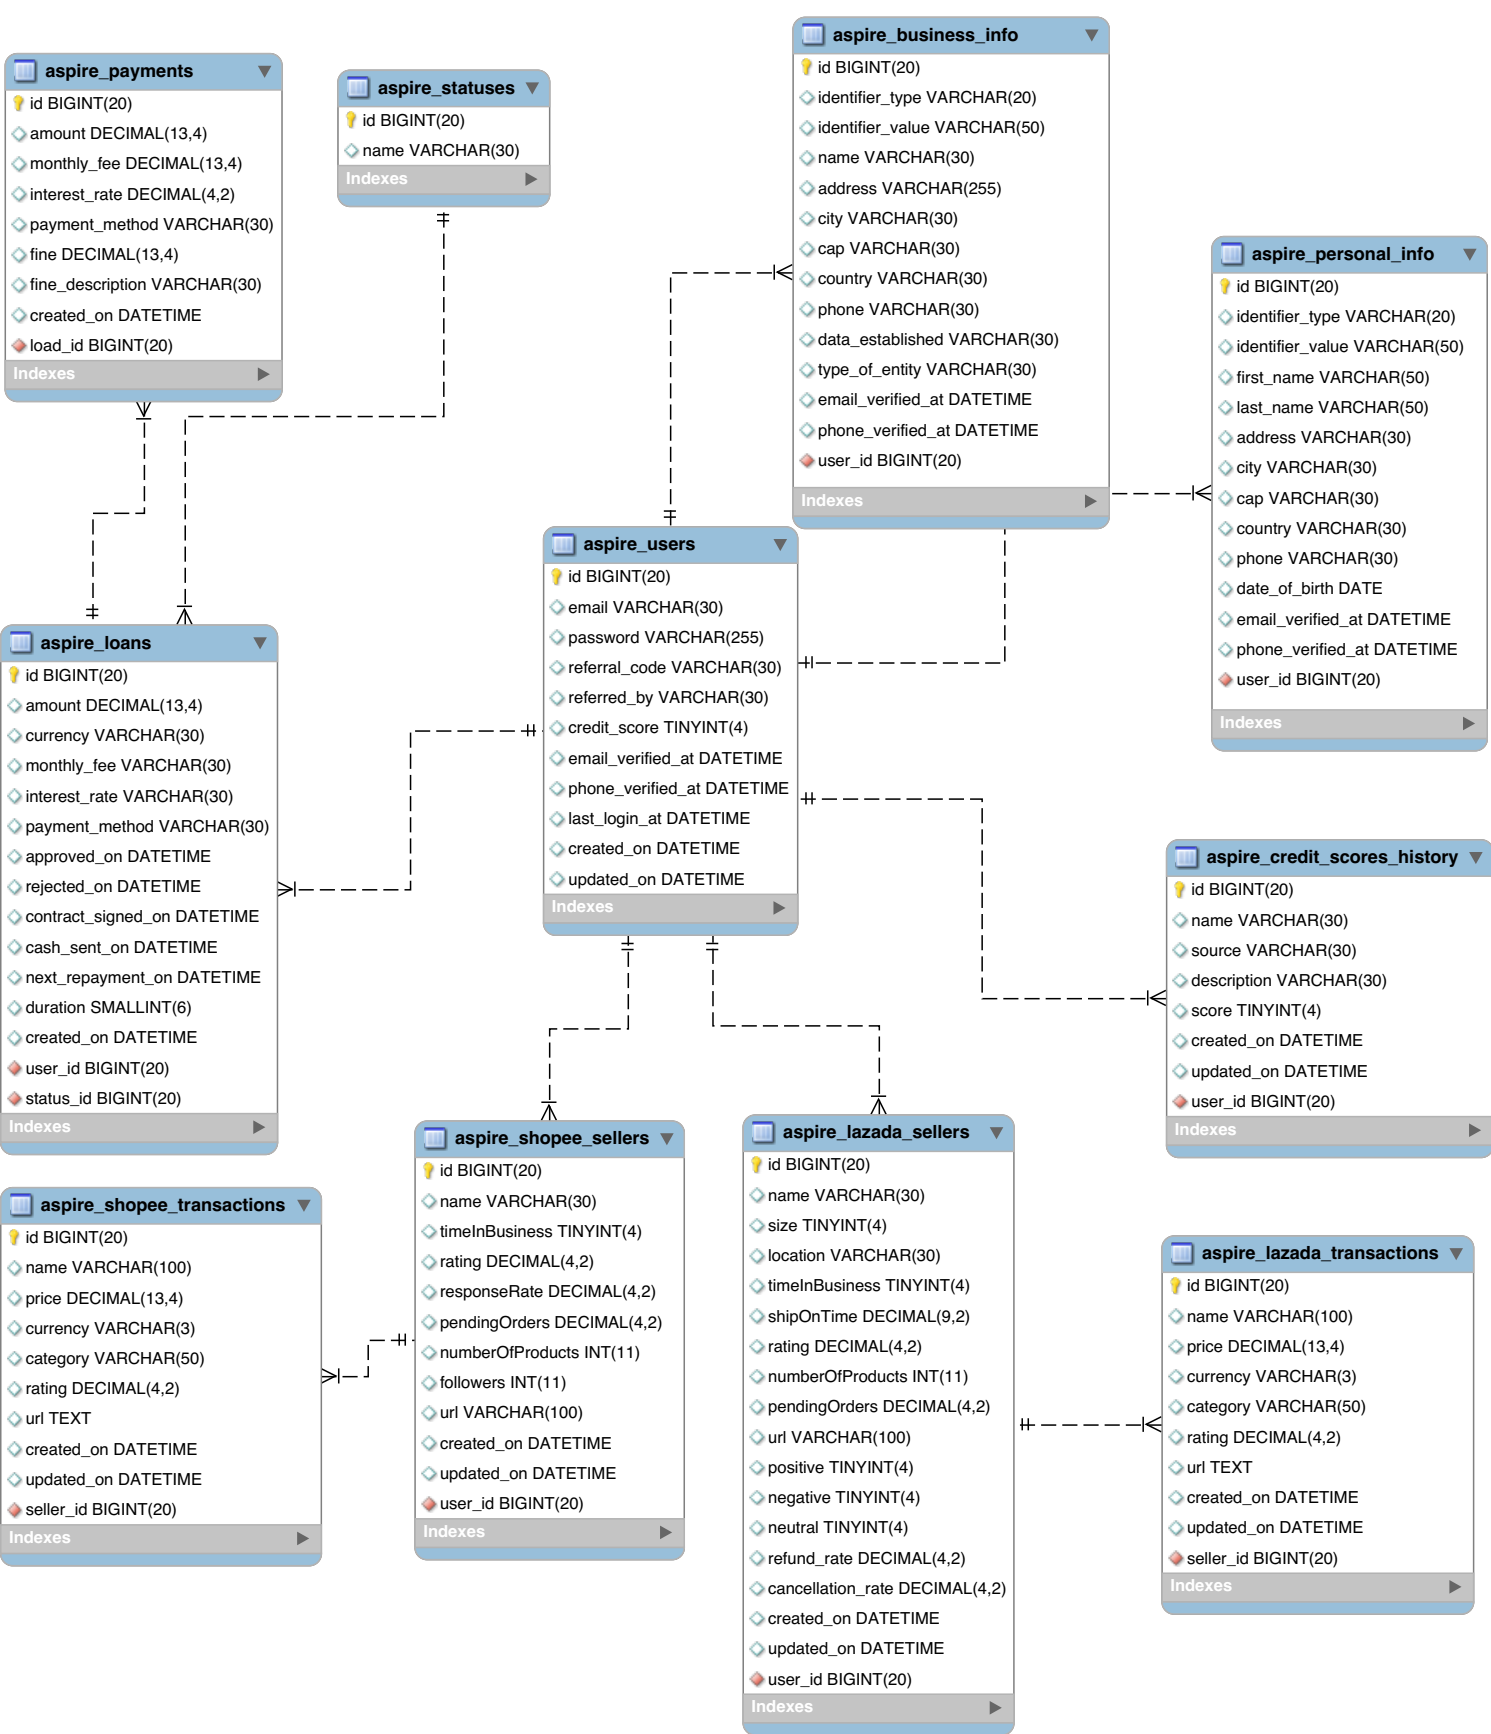 aspire_payments
id BIGINT(20)
amount DECIMAL(13,4)
monthly_fee DECIMAL(13,4)
interest_rate DECIMAL(4,2)
payment_method VARCHAR(30)
fine DECIMAL(13,4)
fine_description VARCHAR(30)
created_on DATETIME
load_id BIGINT(20)
Indexes
aspire_statuses
id BIGINT(20)
name VARCHAR(30)
Indexes
aspire_business_info
id BIGINT(20)
identifier_type VARCHAR(20)
identifier_value VARCHAR(50)
name VARCHAR(30)
address VARCHAR(255)
city VARCHAR(30)
cap VARCHAR(30)
country VARCHAR(30)
phone VARCHAR(30)
data_established VARCHAR(30)
type_of_entity VARCHAR(30)
email_verified_at DATETIME
phone_verified_at DATETIME
user_id BIGINT(20)
Indexes
aspire_personal_info
id BIGINT(20)
identifier_type VARCHAR(20)
identifier_value VARCHAR(50)
first_name VARCHAR(50)
last_name VARCHAR(50)
address VARCHAR(30)
city VARCHAR(30)
cap VARCHAR(30)
country VARCHAR(30)
phone VARCHAR(30)
date_of_birth DATE
email_verified_at DATETIME
phone_verified_at DATETIME
user_id BIGINT(20)
Indexes
aspire_users
id BIGINT(20)
email VARCHAR(30)
password VARCHAR(255)
referral_code VARCHAR(30)
referred_by VARCHAR(30)
credit_score TINYINT(4)
email_verified_at DATETIME
phone_verified_at DATETIME
last_login_at DATETIME
created_on DATETIME
updated_on DATETIME
Indexes
aspire_loans
id BIGINT(20)
amount DECIMAL(13,4)
currency VARCHAR(30)
monthly_fee VARCHAR(30)
interest_rate VARCHAR(30)
payment_method VARCHAR(30)
approved_on DATETIME
rejected_on DATETIME
contract_signed_on DATETIME
cash_sent_on DATETIME
next_repayment_on DATETIME
duration SMALLINT(6)
created_on DATETIME
user_id BIGINT(20)
status_id BIGINT(20)
Indexes
aspire_credit_scores_history
id BIGINT(20)
name VARCHAR(30)
source VARCHAR(30)
description VARCHAR(30)
score TINYINT(4)
created_on DATETIME
updated_on DATETIME
user_id BIGINT(20)
Indexes
aspire_shopee_transactions
id BIGINT(20)
name VARCHAR(100)
price DECIMAL(13,4)
currency VARCHAR(3)
category VARCHAR(50)
rating DECIMAL(4,2)
url TEXT
created_on DATETIME
updated_on DATETIME
seller_id BIGINT(20)
Indexes
aspire_shopee_sellers
id BIGINT(20)
name VARCHAR(30)
timeInBusiness TINYINT(4)
rating DECIMAL(4,2)
responseRate DECIMAL(4,2)
pendingOrders DECIMAL(4,2)
numberOfProducts INT(11)
followers INT(11)
url VARCHAR(100)
created_on DATETIME
updated_on DATETIME
user_id BIGINT(20)
Indexes
aspire_lazada_sellers
id BIGINT(20)
name VARCHAR(30)
size TINYINT(4)
location VARCHAR(30)
timeInBusiness TINYINT(4)
shipOnTime DECIMAL(9,2)
rating DECIMAL(4,2)
numberOfProducts INT(11)
pendingOrders DECIMAL(4,2)
url VARCHAR(100)
positive TINYINT(4)
negative TINYINT(4)
neutral TINYINT(4)
refund_rate DECIMAL(4,2)
cancellation_rate DECIMAL(4,2)
created_on DATETIME
updated_on DATETIME
user_id BIGINT(20)
Indexes
aspire_lazada_transactions
id BIGINT(20)
name VARCHAR(100)
price DECIMAL(13,4)
currency VARCHAR(3)
category VARCHAR(50)
rating DECIMAL(4,2)
url TEXT
created_on DATETIME
updated_on DATETIME
seller_id BIGINT(20)
Indexes